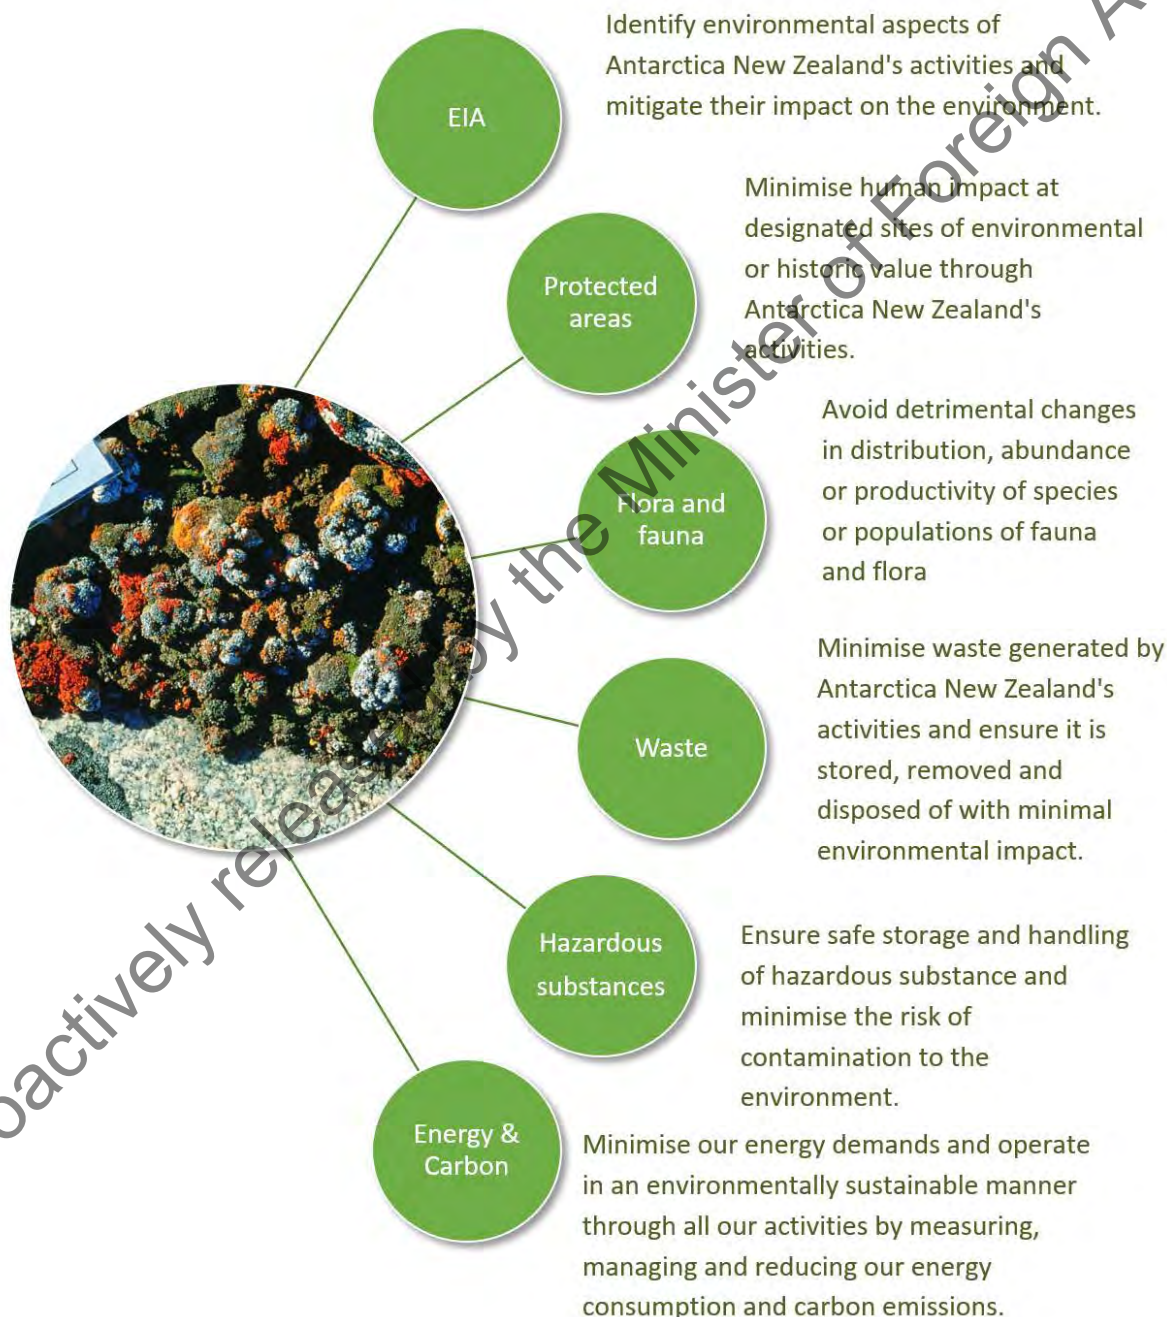 Identify environmental aspects of
Antarctica New Zealand's activities and
mitigate their impact on the environment.
EIA
Minimise human impact at
designated sites of environmental
or historic value through
Antarctica New Zealand's
activities.
Protected
areas
Avoid detrimental changes
in distribution, abundance
or productivity of species
or populations of fauna
and flora
Flora and
fauna
Minimise waste generated by
Antarctica New Zealand's
activities and ensure it is
stored, removed and
disposed of with minimal
environmental impact.
Waste
Ensure safe storage and handling
of hazardous substance and
minimise the risk of
contamination to the
environment.
Hazardous
substances
Minimise our energy demands and operate
in an environmentally sustainable manner
through all our activities by measuring,
managing and reducing our energy
consumption and carbon emissions.
Energy &
Carbon
by the Minister of Foreign